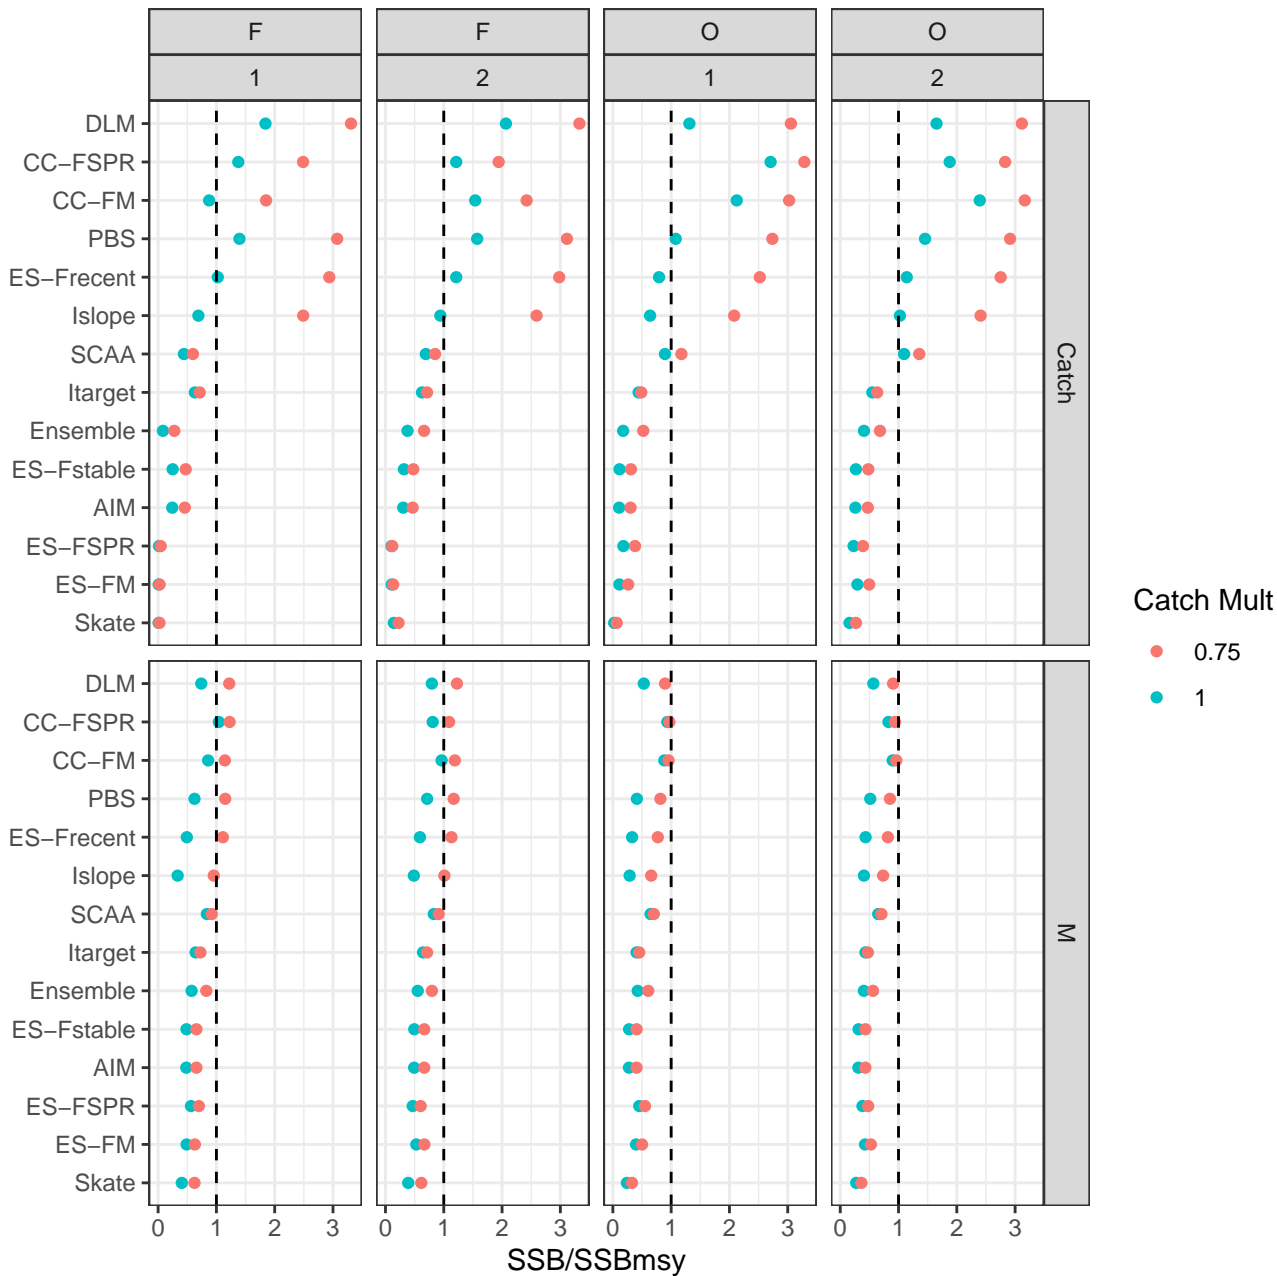 F F O O
1 2 1 2
DLM
CC−FSPR
CC−FM
PBS
ES−Frecent
Islope
SCAA
Itarget
Ensemble
ES−Fstable
AIM
ES−FSPR
ES−FM
Skate
Catch
DLM
CC−FSPR
CC−FM
PBS
ES−Frecent
Islope
SCAA
Itarget
Ensemble
ES−Fstable
AIM
ES−FSPR
ES−FM
Skate
M
0 1 2 3 0 1 2 3 0 1 2 3 0 1 2 3
SSB/SSBmsy
Catch Mult
0.75
1